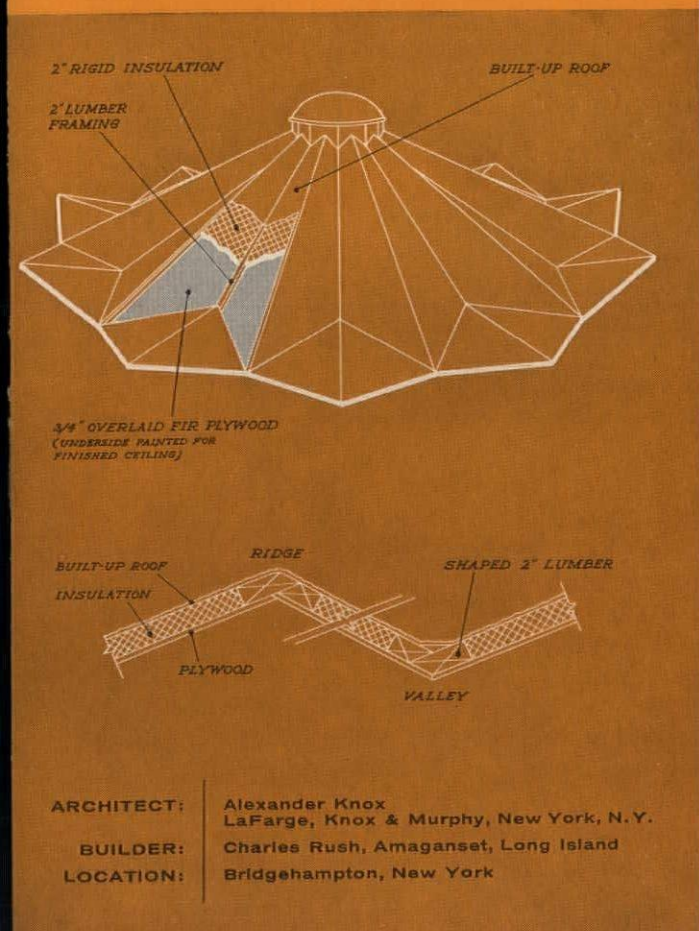 2" RIGID INSULATION
BUILT-UP ROOF
2" LUMBER
FRAMING
3/4" OVERLAID FIR PLYWOOD
(UNDERSIDE PAINTED FOR
FINISHED CEILING)
RIDGE
BUILT-UP ROOF
SHAPED 2" LUMBER
INSULATION
PLYWOOD
VALLEY
ARCHITECT: Alexander Knox
LaFarge, Knox & Murphy, New York, N.Y.
BUILDER: Charles Rush, Amaganset, Long Island
LOCATION: Bridgehampton, New York